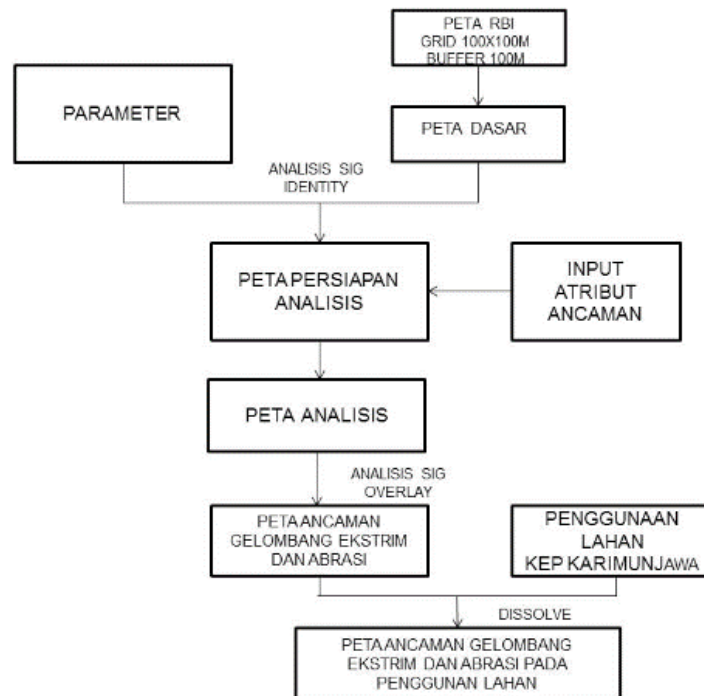 PETA RBI
GRID 100X100M
BUFFER 100M
PARAMETER
PETA DASAR
ANALISIS SIG
IDENTITY
PETA PERSIAPAN
ANALISIS
INPUT
ATRIBUT
ANCAMAN
PETA ANALISIS
ANALISIS SIG
OVERLAY
PETA ANCAMAN
GELOMBANG EKSTRIM
DAN ABRASI
PENGGUNAAN
LAHAN
KEP KARIMUNJAWA
DISSOLVE
PETA ANCAMAN GELOMBANG
EKSTRIM DAN ABRASI PADA
PENGGUNAN LAHAN